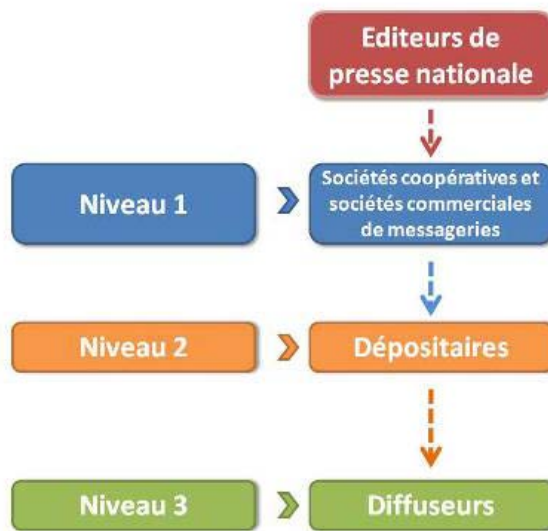 Editeurs de
presse nationale
Niveau 1
Sociétés coopératives et
sociétés commerciales
de messageries
Niveau 2
Dépositaires
Niveau 3
Diffuseurs